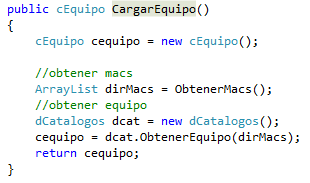 public cEquipo CargarEquipo()
{
cEquipo cequipo = new cEquipo();
//obtener macs
ArrayList dirMacs = ObtenerMacs();
//obtener equipo
dCatalogos dcat = new dCatalogos();
cequipo = dcat.ObtenerEquipo(dirMacs);
return cequipo;
}